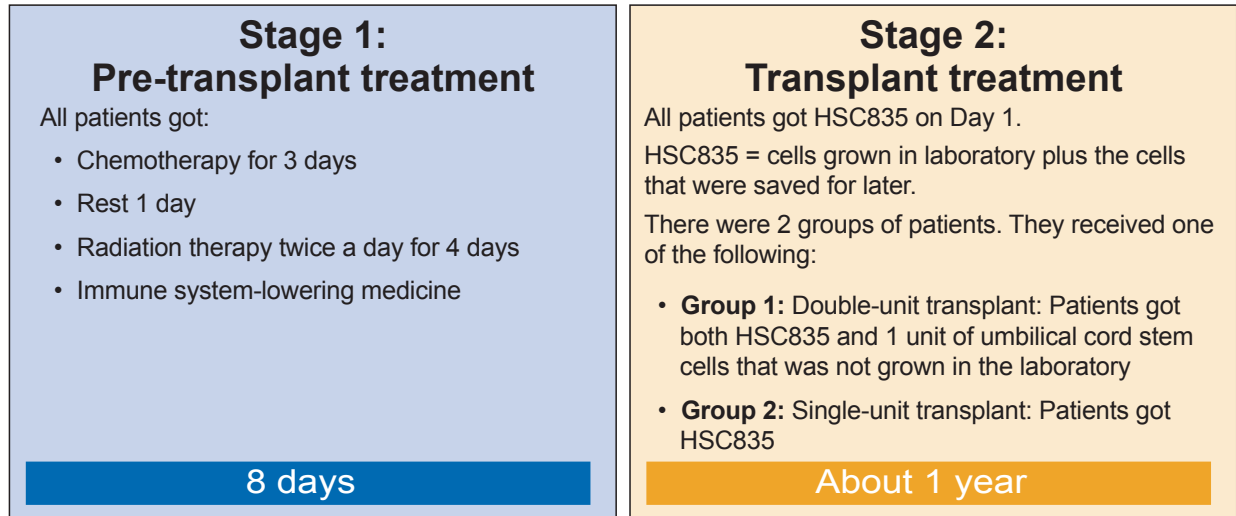 Stage 1:
Pre-transplant treatment
All patients got:
• Chemotherapy for 3 days
• Rest 1 day
• Radiation therapy twice a day for 4 days
• Immune system-lowering medicine
8 days
Stage 2:
Transplant treatment
All patients got HSC835 on Day 1.
HSC835 = cells grown in laboratory plus the cells
that were saved for later.
There were 2 groups of patients. They received one
of the following:
• Group 1: Double-unit transplant: Patients got
both HSC835 and 1 unit of umbilical cord stem
cells that was not grown in the laboratory
• Group 2: Single-unit transplant: Patients got
HSC835
About 1 year